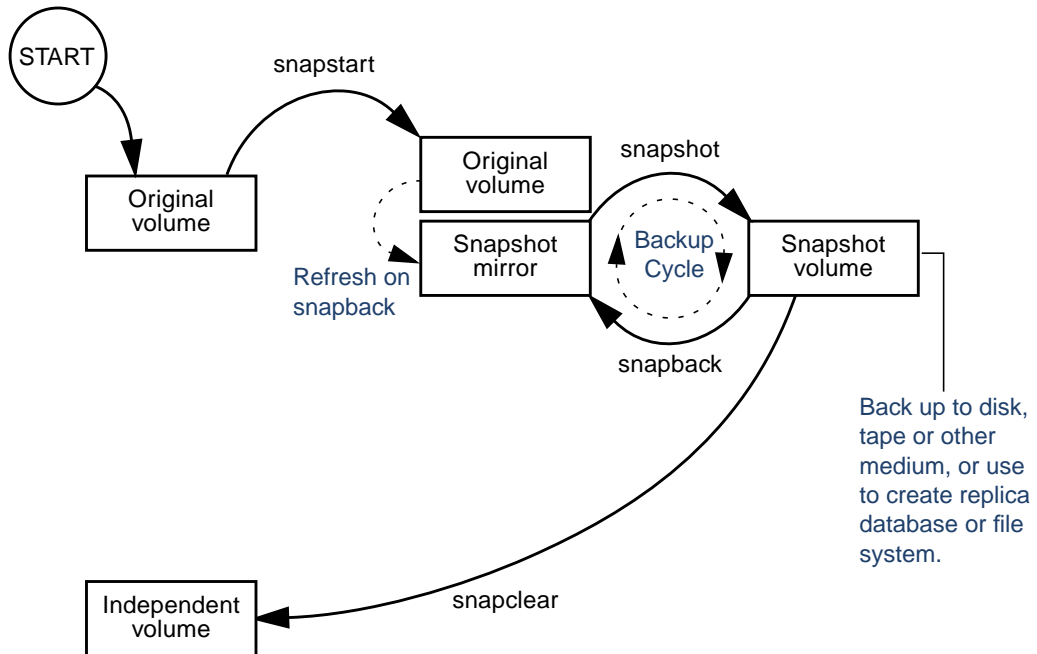 START
snapstart
Original
volume
Original
volume
Snapshot
mirror
Refresh on
snapback
snapshot
Backup
Cycle
snapback
Snapshot
volume
Back up to disk,
tape or other
medium, or use
to create replica
database or file
system.
snapclear
Independent
volume